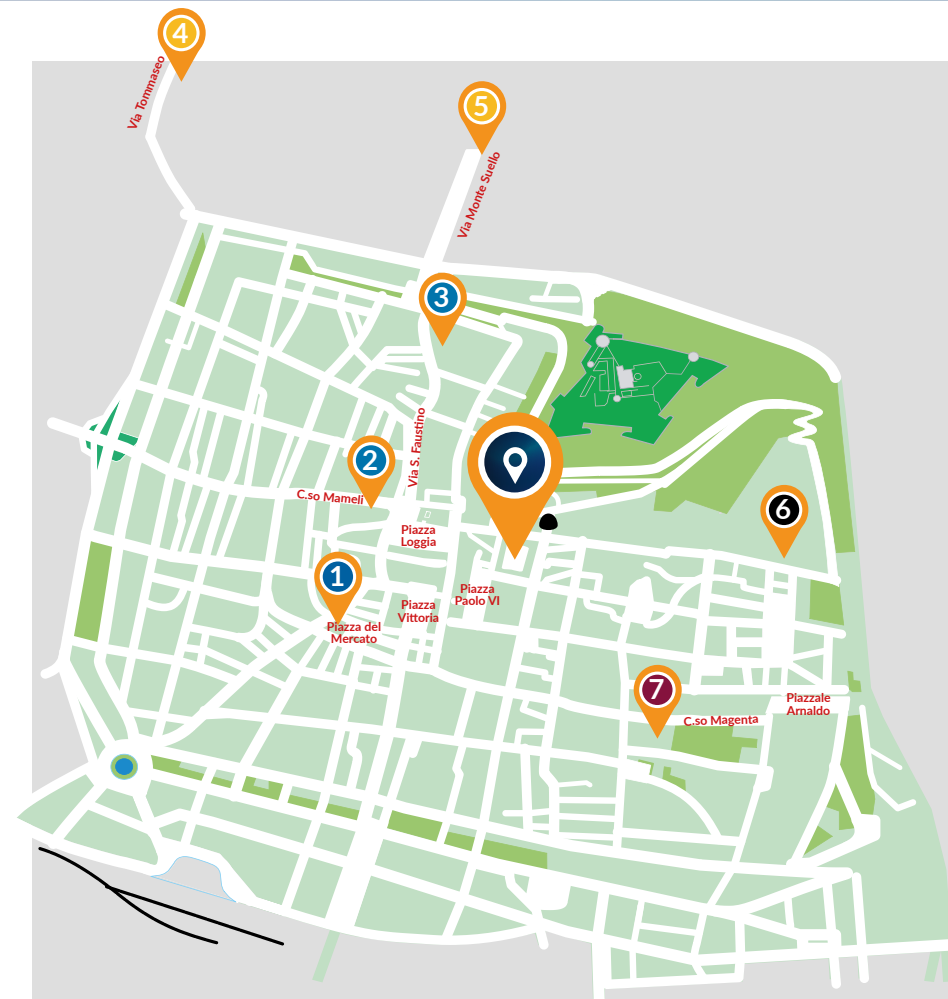 4
Via Tommaseo
5
Via Monte Suello
3
Via S. Faustino
2
C.so Mameli
6
Piazza
Loggia
1
Piazza
Paolo VI
Piazza
Vittoria
Piazza del
Mercato
7
Piazzale
Arnaldo
C.so Magenta